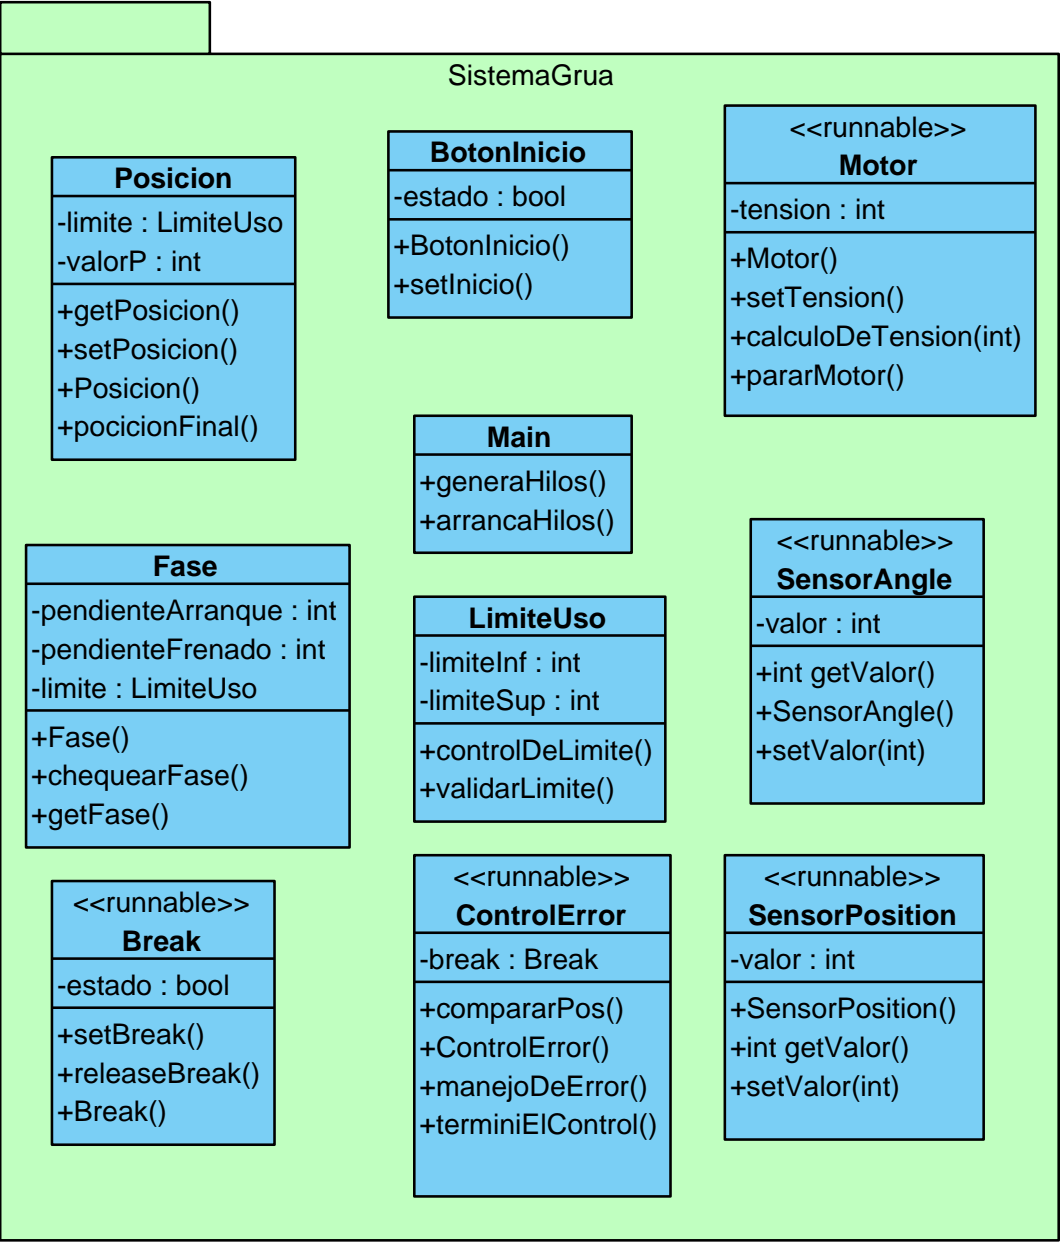 SistemaGrua
Posicion
-limite : LimiteUso
-valorP : int
+getPosicion()
+setPosicion()
+Posicion()
+pocicionFinal()
BotonInicio
-estado : bool
+BotonInicio()
+setInicio()
<<runnable>>
Motor
-tension : int
+Motor()
+setTension()
+calculoDeTension(int)
+pararMotor()
Main
+generaHilos()
+arrancaHilos()
Fase
-pendienteArranque : int
-pendienteFrenado : int
-limite : LimiteUso
+Fase()
+chequearFase()
+getFase()
LimiteUso
-limiteInf : int
-limiteSup : int
+controlDeLimite()
+validarLimite()
<<runnable>>
SensorAngle
-valor : int
+int getValor()
+SensorAngle()
+setValor(int)
<<runnable>>
Break
-estado : bool
+setBreak()
+releaseBreak()
+Break()
<<runnable>>
ControlError
-break : Break
+compararPos()
+ControlError()
+manejoDeError()
+terminiElControl()
<<runnable>>
SensorPosition
-valor : int
+SensorPosition()
+int getValor()
+setValor(int)